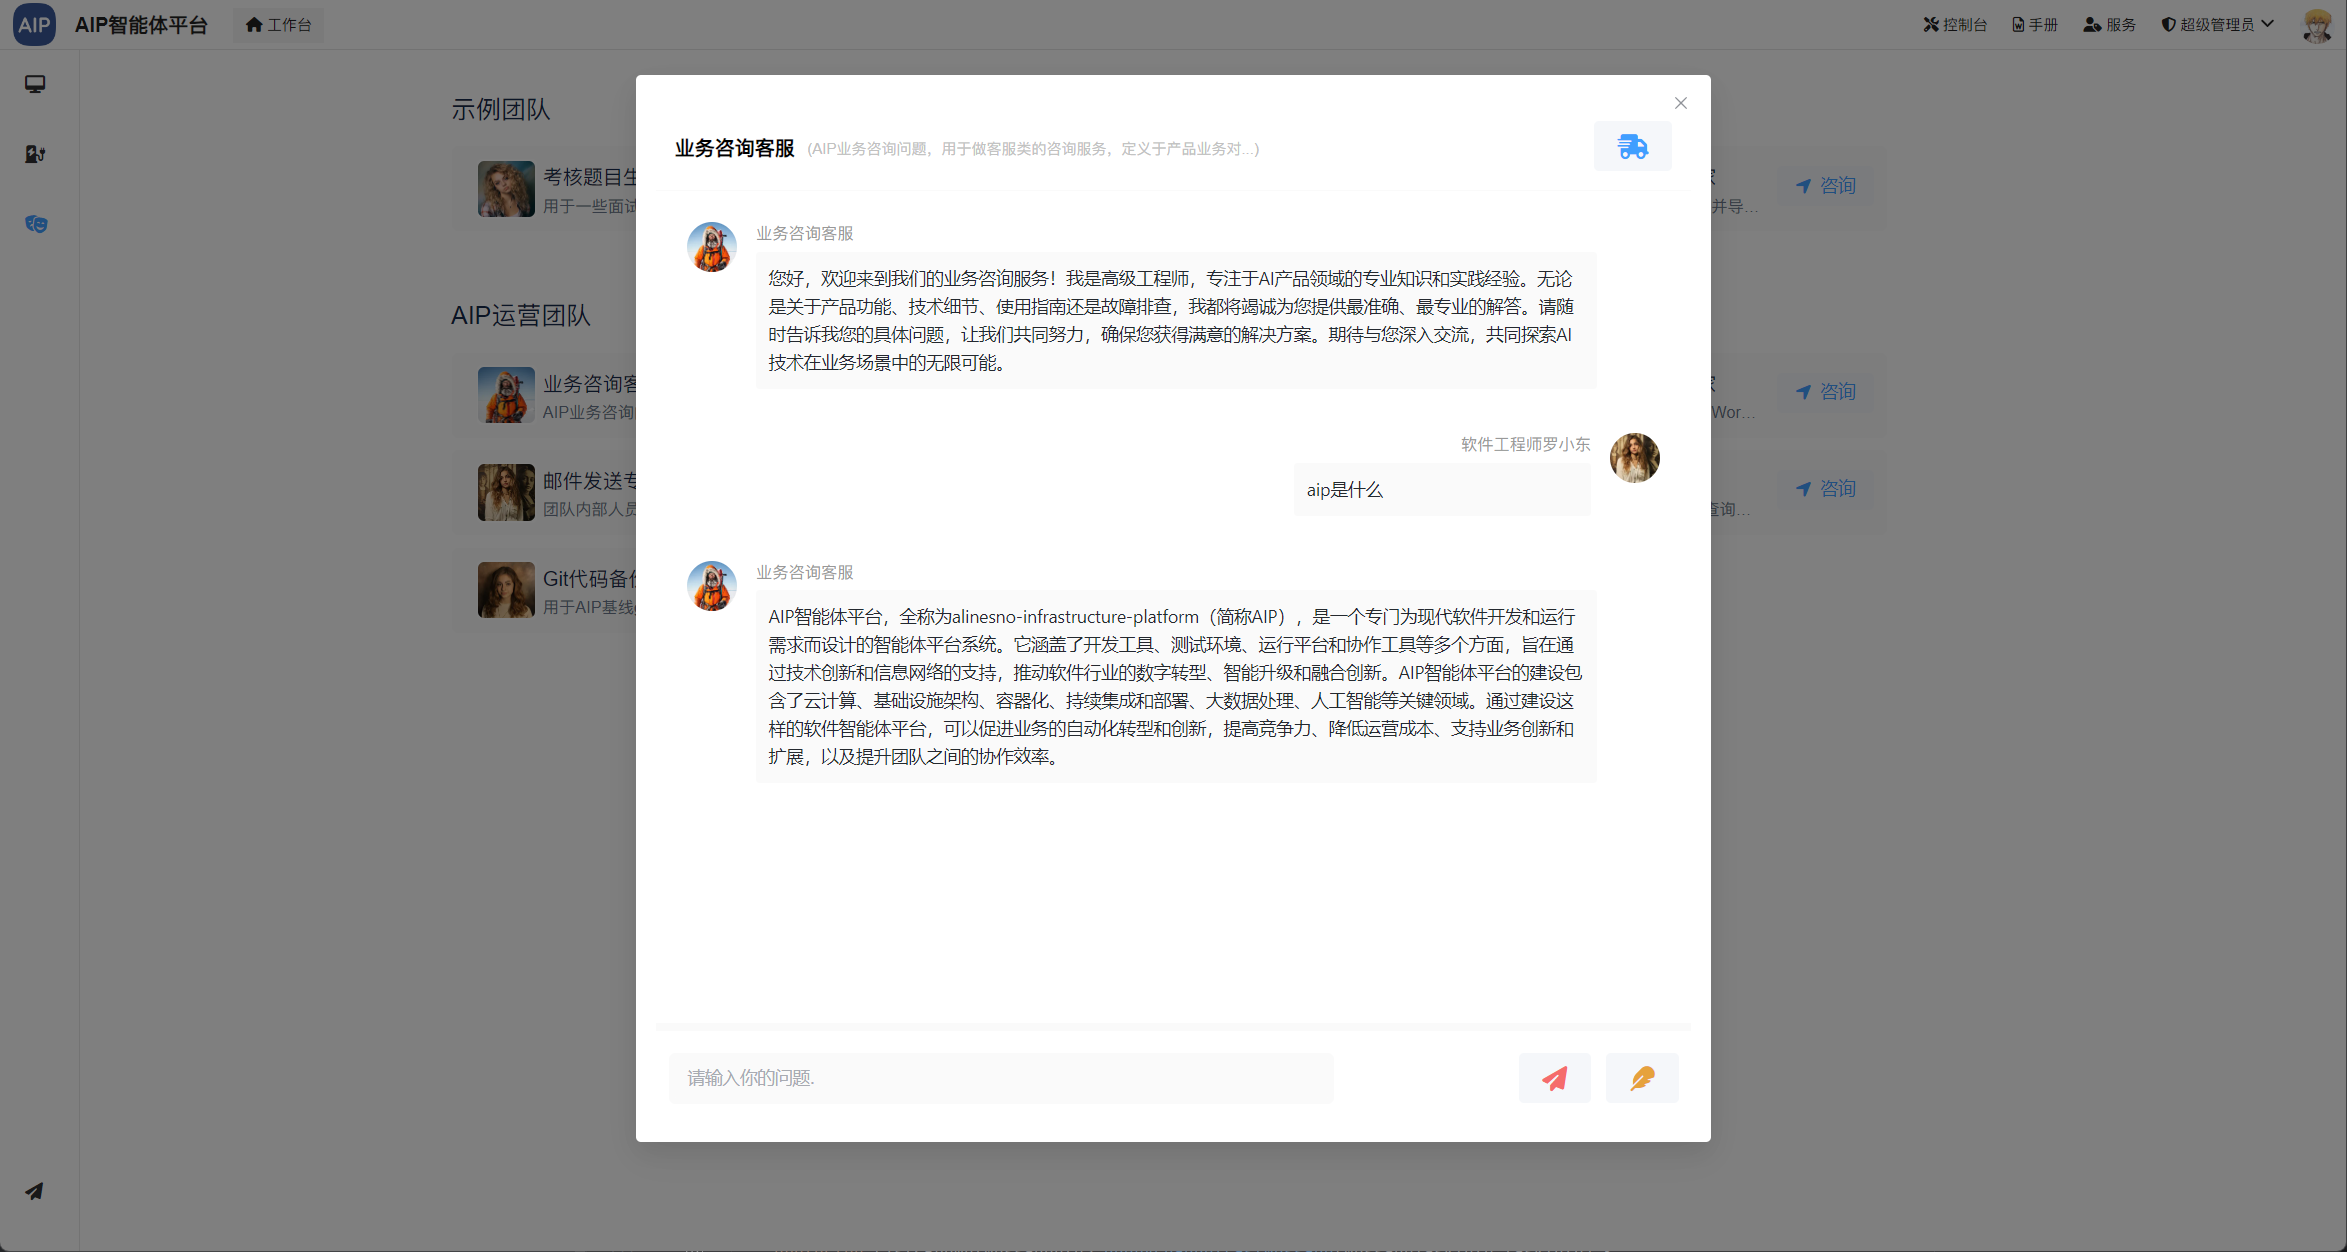 AIP
AIP智能体平台
工作台
控制台
手册
服务
超级管理员
示例团队
考核题目生
用于一些面试
咨询
并导...
AIP运营团队
业务咨询客
AIP业务咨询
咨询
Wor...
邮件发送专
团队内部人员
咨询
查询...
Git代码备份
用于AIP基线
业务咨询客服
(AIP业务咨询问题，用于做客服类的咨询服务，定义于产品业务对...)
业务咨询客服
您好，欢迎来到我们的业务咨询服务！我是高级工程师，专注于AI产品领域的专业知识和实践经验。无论
是关于产品功能、技术细节、使用指南还是故障排查，我都将竭诚为您提供最准确、最专业的解答。请随
时告诉我您的具体问题，让我们共同努力，确保您获得满意的解决方案。期待与您深入交流，共同探索AI
技术在业务场景中的无限可能。
软件工程师罗小东
aip是什么
业务咨询客服
AIP智能体平台，全称为alinesno-infrastructure-platform（简称AIP），是一个专门为现代软件开发和运行
需求而设计的智能体平台系统。它涵盖了开发工具、测试环境、运行平台和协作工具等多个方面，旨在通
过技术创新和信息网络的支持，推动软件行业的数字转型、智能升级和融合创新。AIP智能体平台的建设包
含了云计算、基础设施架构、容器化、持续集成和部署、大数据处理、人工智能等关键领域。通过建设这
样的软件智能体平台，可以促进业务的自动化转型和创新，提高竞争力、降低运营成本、支持业务创新和
扩展，以及提升团队之间的协作效率。
请输入你的问题.